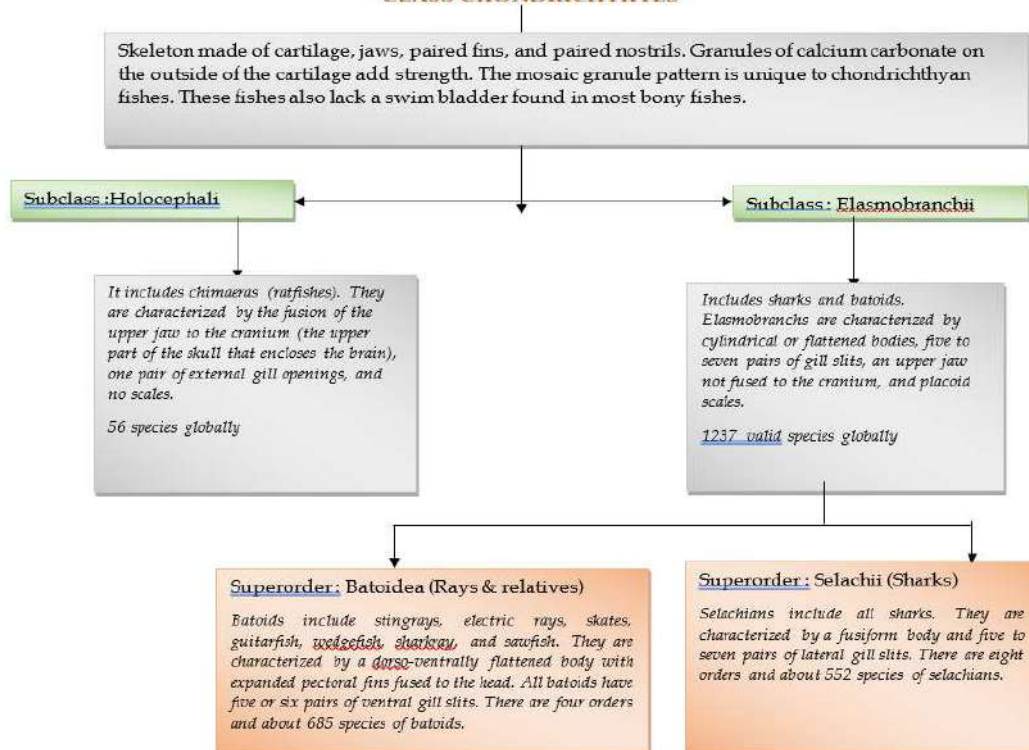 CLASS CHONDRICHTHYES
Skeleton made of cartilage, jaws, paired fins, and paired nostrils. Granules of calcium carbonate on
the outside of the cartilage add strength. The mosaic granule pattern is unique to chondrichthyan
fishes. These fishes also lack a swim bladder found in most bony fishes.
Subclass :Holocephali
Subclass : Elasmobranchii
It includes chimaeras (ratfishes). They
are characterized by the fusion of the
upper jaw to the cranium (the upper
part of the skull that encloses the brain),
one pair of external gill openings, and
no scales.
56 species globally
Includes sharks and batoids.
Elasmobranchs are characterized by
cylindrical or flattened bodies, five to
seven pairs of gill slits, an upper jaw
not fused to the cranium, and placoid
scales.
1237 valid species globally
Superorder : Batoidea (Rays & relatives)
Batoids include stingrays, electric rays, skates,
guitarfish, wedgefish, sharkray, and sawfish. They are
characterized by a dorso-ventrally flattened body with
expanded pectoral fins fused to the head. All batoids have
five or six pairs of ventral gill slits. There are four orders
and about 685 species of batoids.
Superorder : Selachii (Sharks)
Selachians include all sharks. They are
characterized by a fusiform body and five to
seven pairs of lateral gill slits. There are eight
orders and about 552 species of selachians.